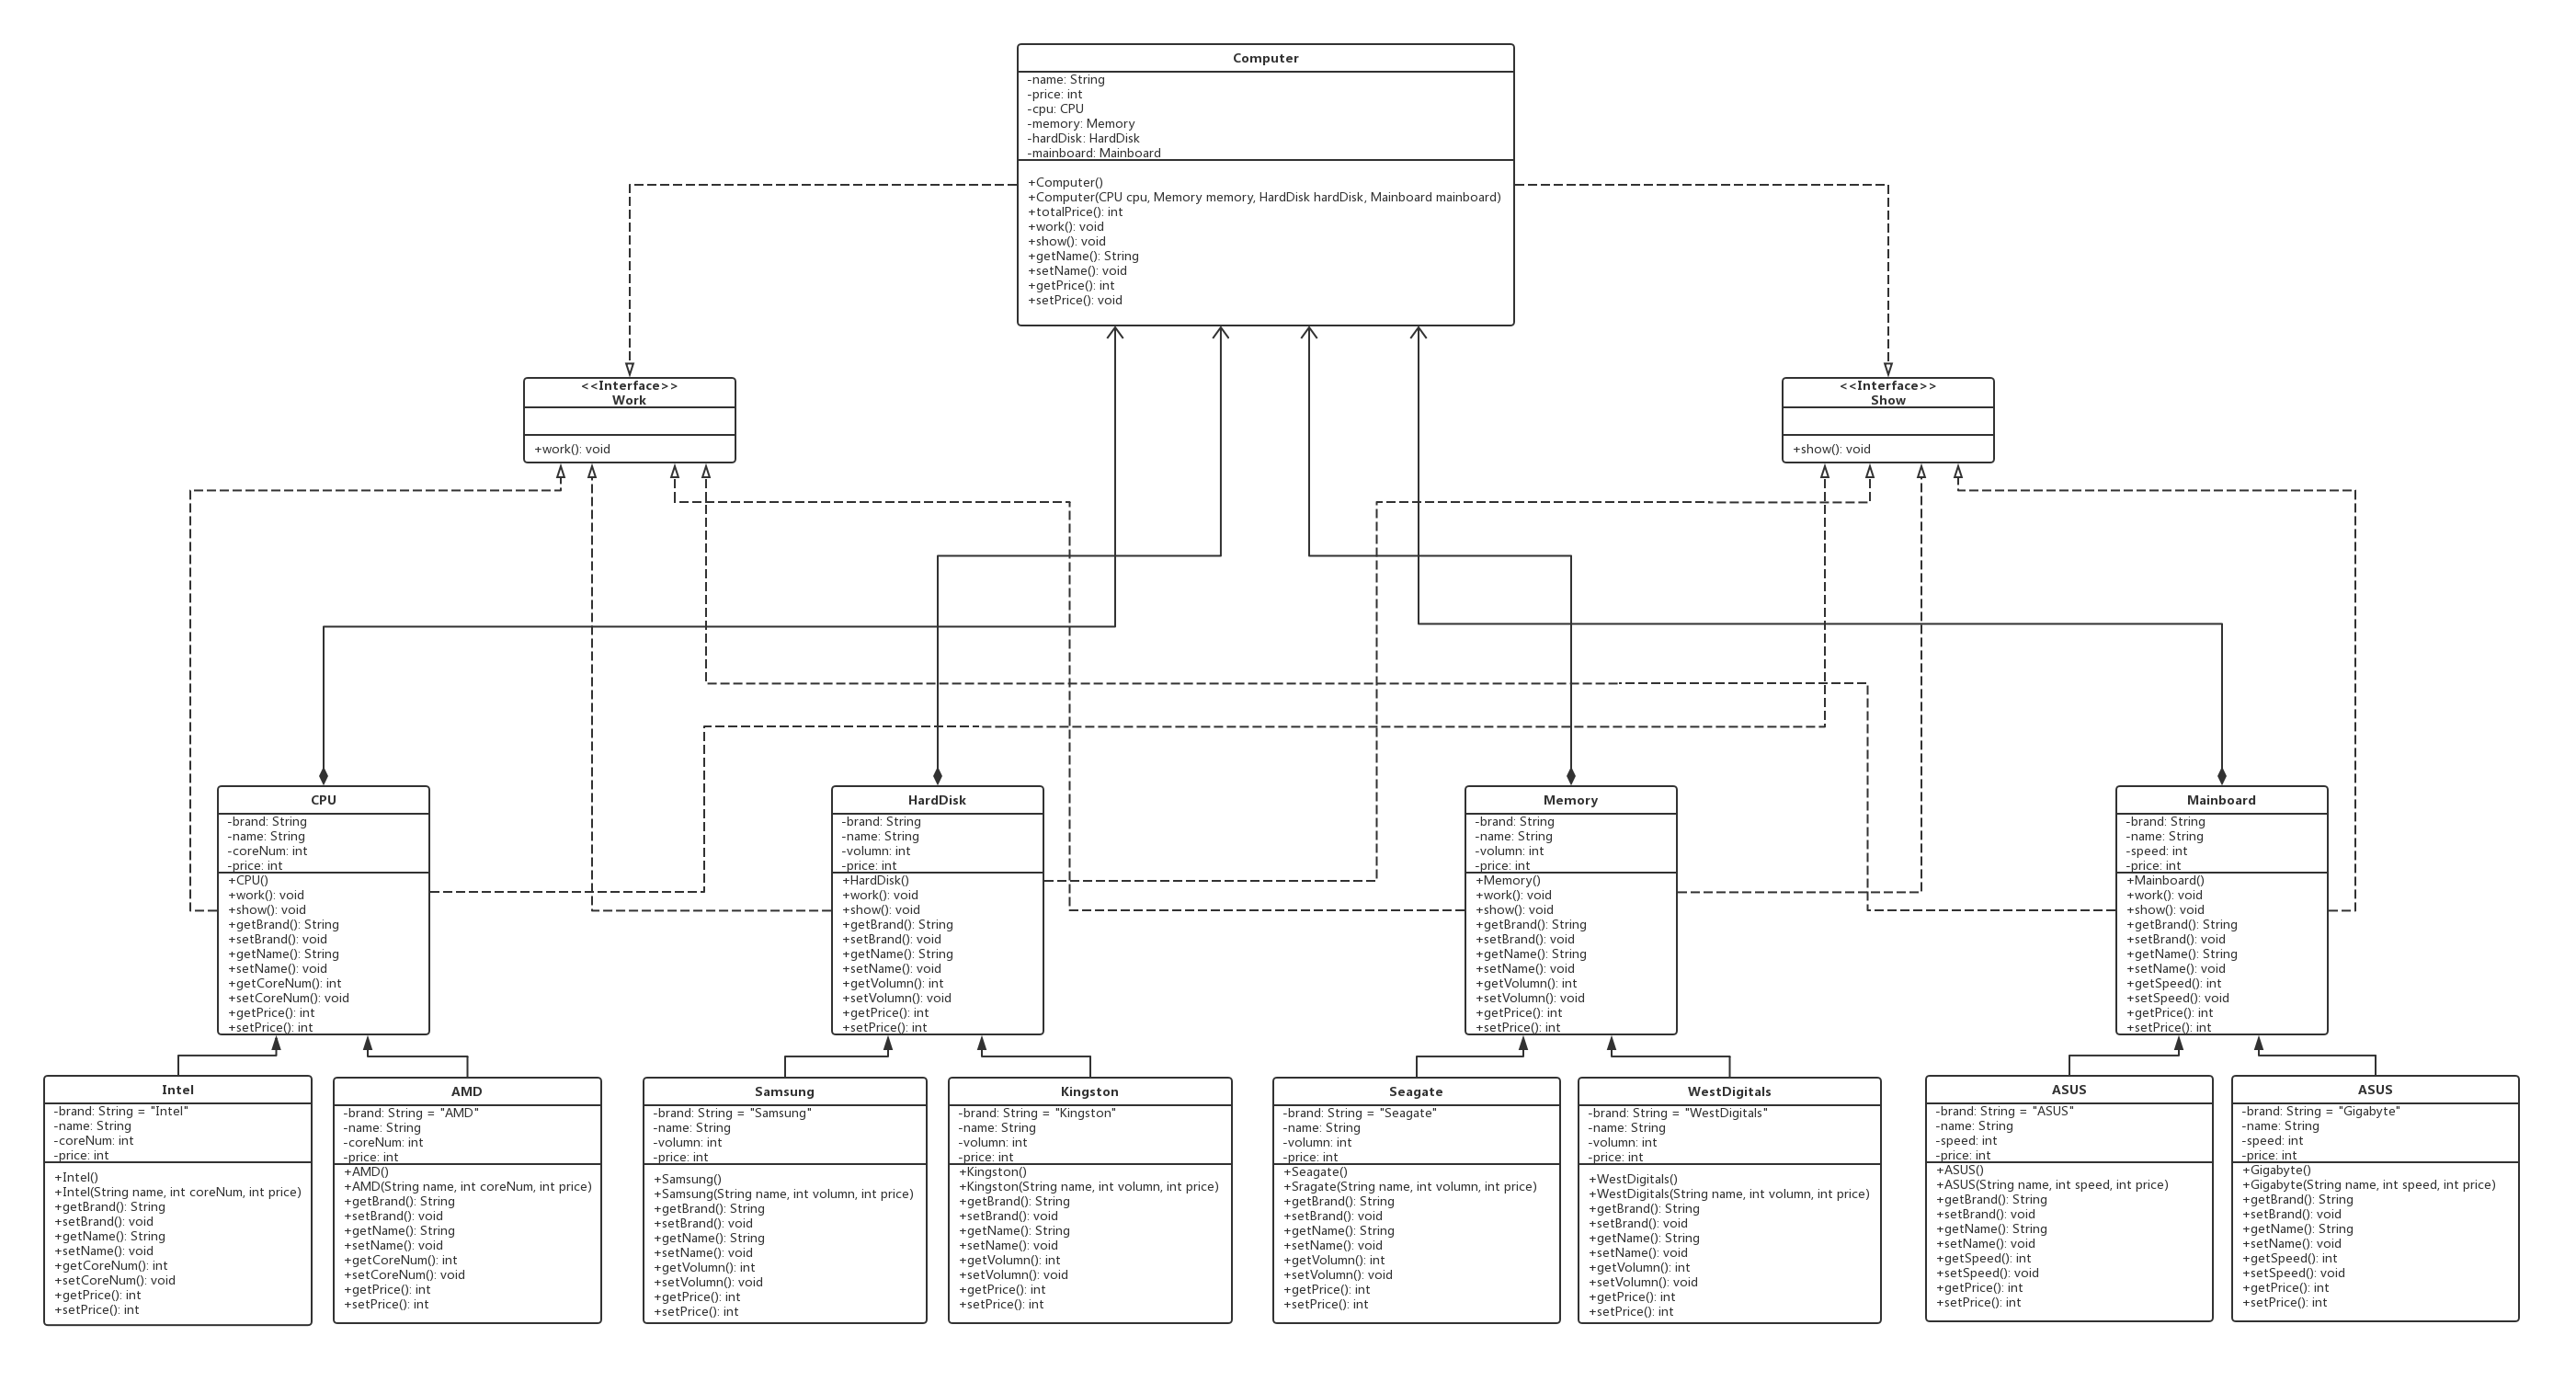 Computer
-name: String
-price: int
-cpu: CPU
-memory: Memory
-hardDisk: HardDisk
-mainboard: Mainboard
+Computer()
+Computer(CPU cpu, Memory memory, HardDisk hardDisk, Mainboard mainboard)
+totalPrice(): int
+work(): void
+show(): void
+getName(): String
+setName(): void
+getPrice(): int
+setPrice(): void
<<Interface>>
Work
+work(): void
<<Interface>>
Show
+show(): void
CPU
-brand: String
-name: String
-coreNum: int
-price: int
+CPU()
+work(): void
+show(): void
+getBrand(): String
+setBrand(): void
+getName(): String
+setName(): void
+getCoreNum(): int
+setCoreNum(): void
+getPrice(): int
+setPrice(): int
HardDisk
-brand: String
-name: String
-volumn: int
-price: int
+HardDisk()
+work(): void
+show(): void
+getBrand(): String
+setBrand(): void
+getName(): String
+setName(): void
+getVolumn(): int
+setVolumn(): void
+getPrice(): int
+setPrice(): int
Memory
-brand: String
-name: String
-volumn: int
-price: int
+Memory()
+work(): void
+show(): void
+getBrand(): String
+setBrand(): void
+getName(): String
+setName(): void
+getVolumn(): int
+setVolumn(): void
+getPrice(): int
+setPrice(): int
Mainboard
-brand: String
-name: String
-speed: int
-price: int
+Mainboard()
+work(): void
+show(): void
+getBrand(): String
+setBrand(): void
+getName(): String
+setName(): void
+getSpeed(): int
+setSpeed(): void
+getPrice(): int
+setPrice(): int
Intel
-brand: String = "Intel"
-name: String
-coreNum: int
-price: int
+Intel()
+Intel(String name, int coreNum, int price)
+getBrand(): String
+setBrand(): void
+getName(): String
+setName(): void
+getCoreNum(): int
+setCoreNum(): void
+getPrice(): int
+setPrice(): int
AMD
-brand: String = "AMD"
-name: String
-coreNum: int
-price: int
+AMD()
+AMD(String name, int coreNum, int price)
+getBrand(): String
+setBrand(): void
+getName(): String
+setName(): void
+getCoreNum(): int
+setCoreNum(): void
+getPrice(): int
+setPrice(): int
Samsung
-brand: String = "Samsung"
-name: String
-volumn: int
-price: int
+Samsung()
+Samsung(String name, int volumn, int price)
+getBrand(): String
+setBrand(): void
+getName(): String
+setName(): void
+getVolumn(): int
+setVolumn(): void
+getPrice(): int
+setPrice(): int
Kingston
-brand: String = "Kingston"
-name: String
-volumn: int
-price: int
+Kingston()
+Kingston(String name, int volumn, int price)
+getBrand(): String
+setBrand(): void
+getName(): String
+setName(): void
+getVolumn(): int
+setVolumn(): void
+getPrice(): int
+setPrice(): int
Seagate
-brand: String = "Seagate"
-name: String
-volumn: int
-price: int
+Seagate()
+Sragate(String name, int volumn, int price)
+getBrand(): String
+setBrand(): void
+getName(): String
+setName(): void
+getVolumn(): int
+setVolumn(): void
+getPrice(): int
+setPrice(): int
WestDigitals
-brand: String = "WestDigitals"
-name: String
-volumn: int
-price: int
+WestDigitals()
+WestDigitals(String name, int volumn, int price)
+getBrand(): String
+setBrand(): void
+getName(): String
+setName(): void
+getVolumn(): int
+setVolumn(): void
+getPrice(): int
+setPrice(): int
ASUS
-brand: String = "ASUS"
-name: String
-speed: int
-price: int
+ASUS()
+ASUS(String name, int speed, int price)
+getBrand(): String
+setBrand(): void
+getName(): String
+setName(): void
+getSpeed(): int
+setSpeed(): void
+getPrice(): int
+setPrice(): int
ASUS
-brand: String = "Gigabyte"
-name: String
-speed: int
-price: int
+Gigabyte()
+Gigabyte(String name, int speed, int price)
+getBrand(): String
+setBrand(): void
+getName(): String
+setName(): void
+getSpeed(): int
+setSpeed(): void
+getPrice(): int
+setPrice(): int